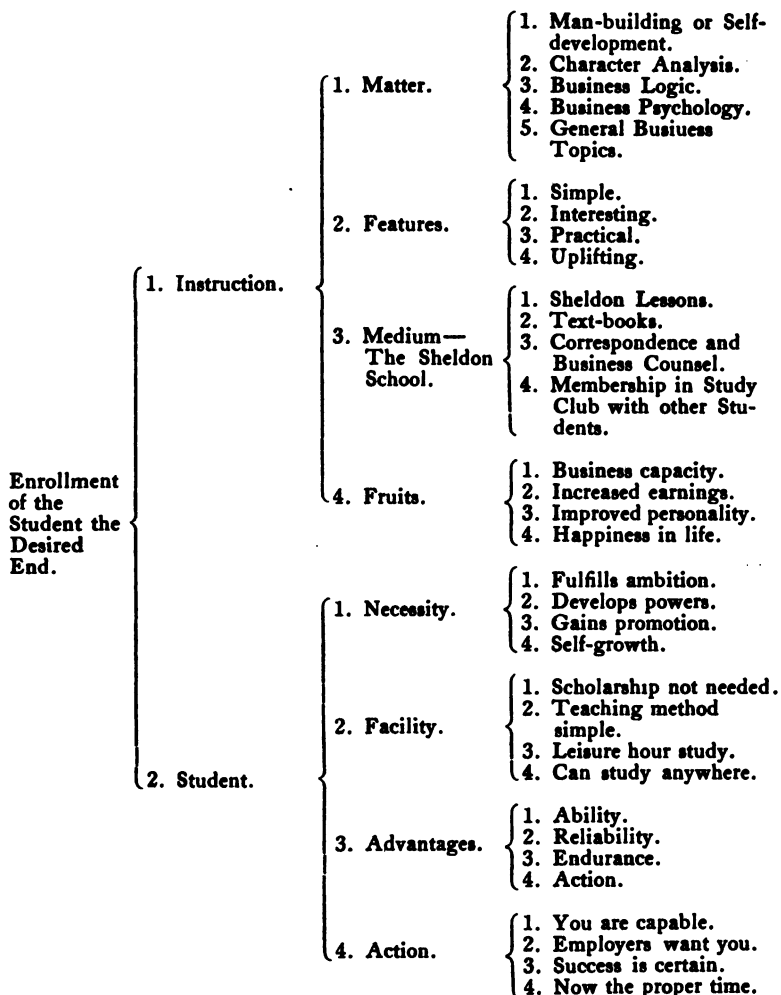 Enrollment
of the
Student the
Desired
End.
1. Instruction.
1. Matter.
1. Man-building or Self-
development.
2. Character Analysis.
3. Business Logic.
4. Business Psychology.
5. General Busiuess
Topics.
2. Features.
1. Simple.
2. Interesting.
3. Practical.
4. Uplifting.
3. Medium—
The Sheldon
School.
1. Sheldon Lessons.
2. Text-books.
3. Correspondence and
Business Counsel.
4. Membership in Study
Club with other Stu-
dents.
4. Fruits.
1. Business capacity.
2. Increased earnings.
3. Improved personality.
4. Happiness in life.
2. Student.
1. Necessity.
1. Fulfills ambition.
2. Develops powers.
3. Gains promotion.
4. Self-growth.
2. Facility.
1. Scholarship not needed.
2. Teaching method
simple.
3. Leisure hour study.
4. Can study anywhere.
3. Advantages.
1. Ability.
2. Reliability.
3. Endurance.
4. Action.
4. Action.
1. You are capable.
2. Employers want you.
3. Success is certain.
4. Now the proper time.